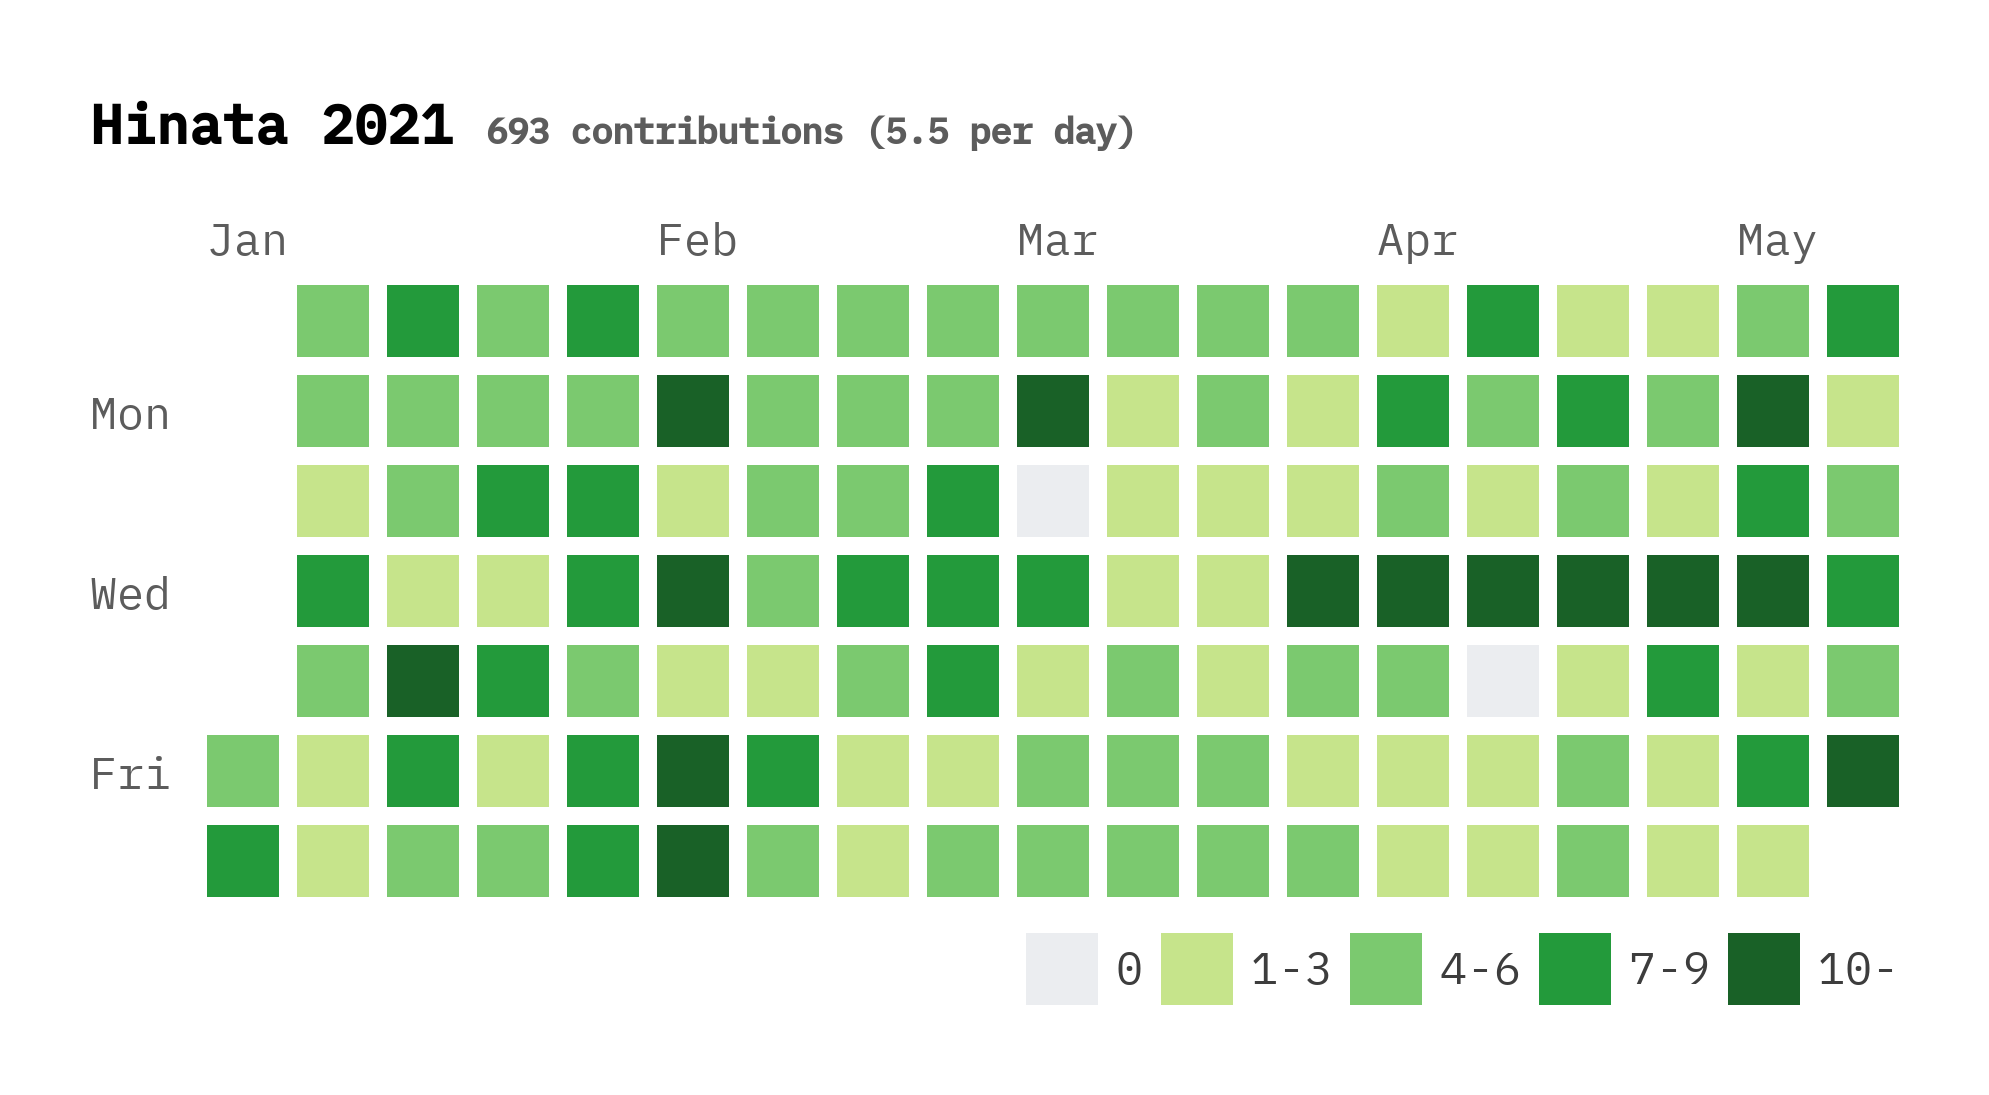 Hinata 2021 693 contributions (5.5 per day)
Jan Feb Mar Apr May
Mon
Wed
Fri
0 1-3 4-6 7-9 10-